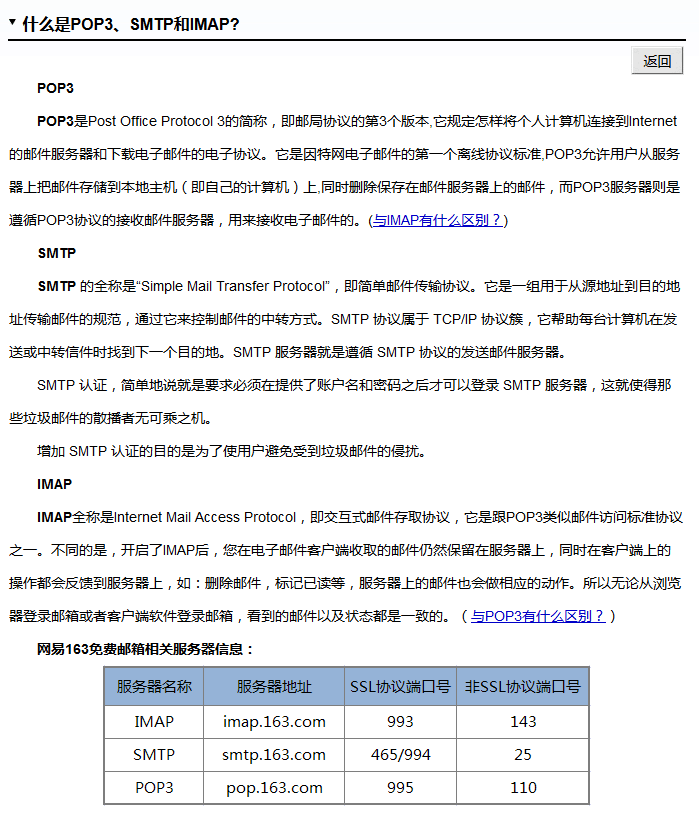 什么是POP3、SMTP和IMAP?
返回
POP3
POP3是Post Office Protocol 3的简称，即邮局协议的第3个版本,它规定怎样将个人计算机连接到Internet
的邮件服务器和下载电子邮件的电子协议。它是因特网电子邮件的第一个离线协议标准,POP3允许用户从服务
器上把邮件存储到本地主机（即自己的计算机）上,同时删除保存在邮件服务器上的邮件，而POP3服务器则是
遵循POP3协议的接收邮件服务器，用来接收电子邮件的。(与IMAP有什么区别？)
SMTP
SMTP 的全称是“Simple Mail Transfer Protocol”，即简单邮件传输协议。它是一组用于从源地址到目的地
址传输邮件的规范，通过它来控制邮件的中转方式。SMTP 协议属于 TCP/IP 协议簇，它帮助每台计算机在发
送或中转信件时找到下一个目的地。SMTP 服务器就是遵循 SMTP 协议的发送邮件服务器。
SMTP 认证，简单地说就是要求必须在提供了账户名和密码之后才可以登录 SMTP 服务器，这就使得那
些垃圾邮件的散播者无可乘之机。
增加 SMTP 认证的目的是为了使用户避免受到垃圾邮件的侵扰。
IMAP
IMAP全称是Internet Mail Access Protocol，即交互式邮件存取协议，它是跟POP3类似邮件访问标准协议
之一。不同的是，开启了IMAP后，您在电子邮件客户端收取的邮件仍然保留在服务器上，同时在客户端上的
操作都会反馈到服务器上，如：删除邮件，标记已读等，服务器上的邮件也会做相应的动作。所以无论从浏览
器登录邮箱或者客户端软件登录邮箱，看到的邮件以及状态都是一致的。（与POP3有什么区别？）
网易163免费邮箱相关服务器信息：
服务器名称 服务器地址 SSL协议端口号 非SSL协议端口号
IMAP imap.163.com 993 143
SMTP smtp.163.com 465/994 25
POP3 pop.163.com 995 110